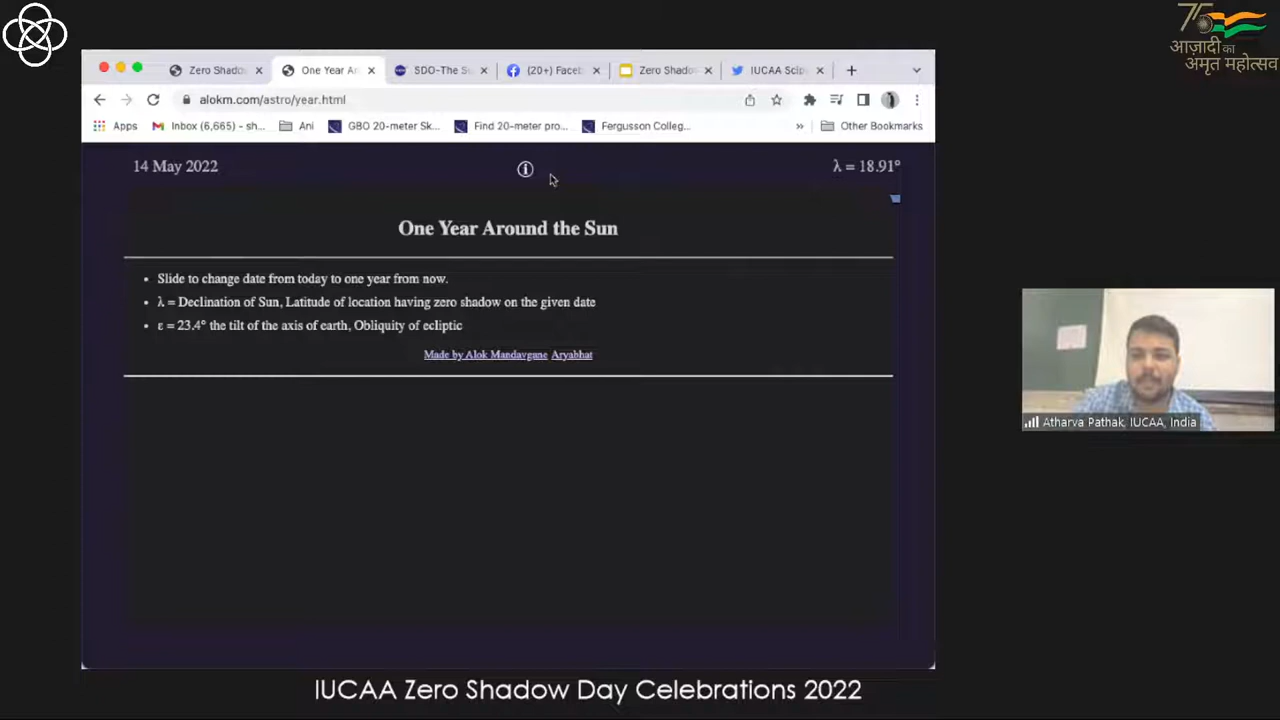 75
आज़ादी का
अमृत महोत्सव
Zero Shado
One Year Ar
SDO-The Su
(20+) Faceb
Zero Shado
IUCAA Scip
alokm.com/astro/year.html
Apps
Inbox (6,665) - sh...
Ani
GBO 20-meter Sk...
Find 20-meter pro...
Fergusson Colleg...
»
Other Bookmarks
14 May 2022
λ = 18.91°
One Year Around the Sun
• Slide to change date from today to one year from now.
• λ = Declination of Sun, Latitude of location having zero shadow on the given date
• ε = 23.4° the tilt of the axis of earth, Obliquity of ecliptic
Made by Alok Mandavgane Aryabhat
Atharva Pathak, IUCAA, India
IUCAA Zero Shadow Day Celebrations 2022